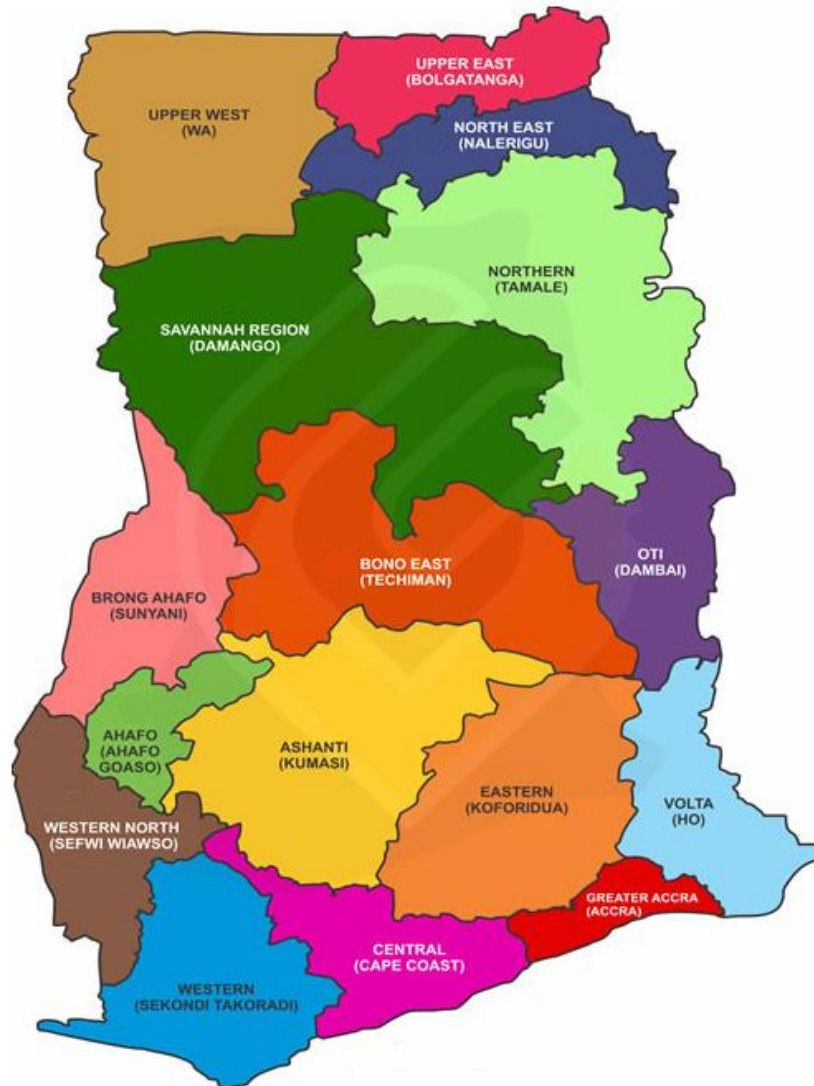 UPPER EAST
(BOLGATANGA)
UPPER WEST
(WA)
NORTH EAST
(NALERIGU)
NORTHERN
(TAMALE)
SAVANNAH REGION
(DAMANGO)
OTI
(DAMBAI)
BONO EAST
(TECHIMAN)
BRONG AHAFO
(SUNYANI)
AHAFO
(AHAFO
GOASO)
ASHANTI
(KUMASI)
EASTERN
(KOFORIDUA)
VOLTA
(HO)
WESTERN NORTH
(SEFWI WIAWSO)
GREATER ACCRA
(ACCRA)
CENTRAL
(CAPE COAST)
WESTERN
(SEKONDI TAKORADI)